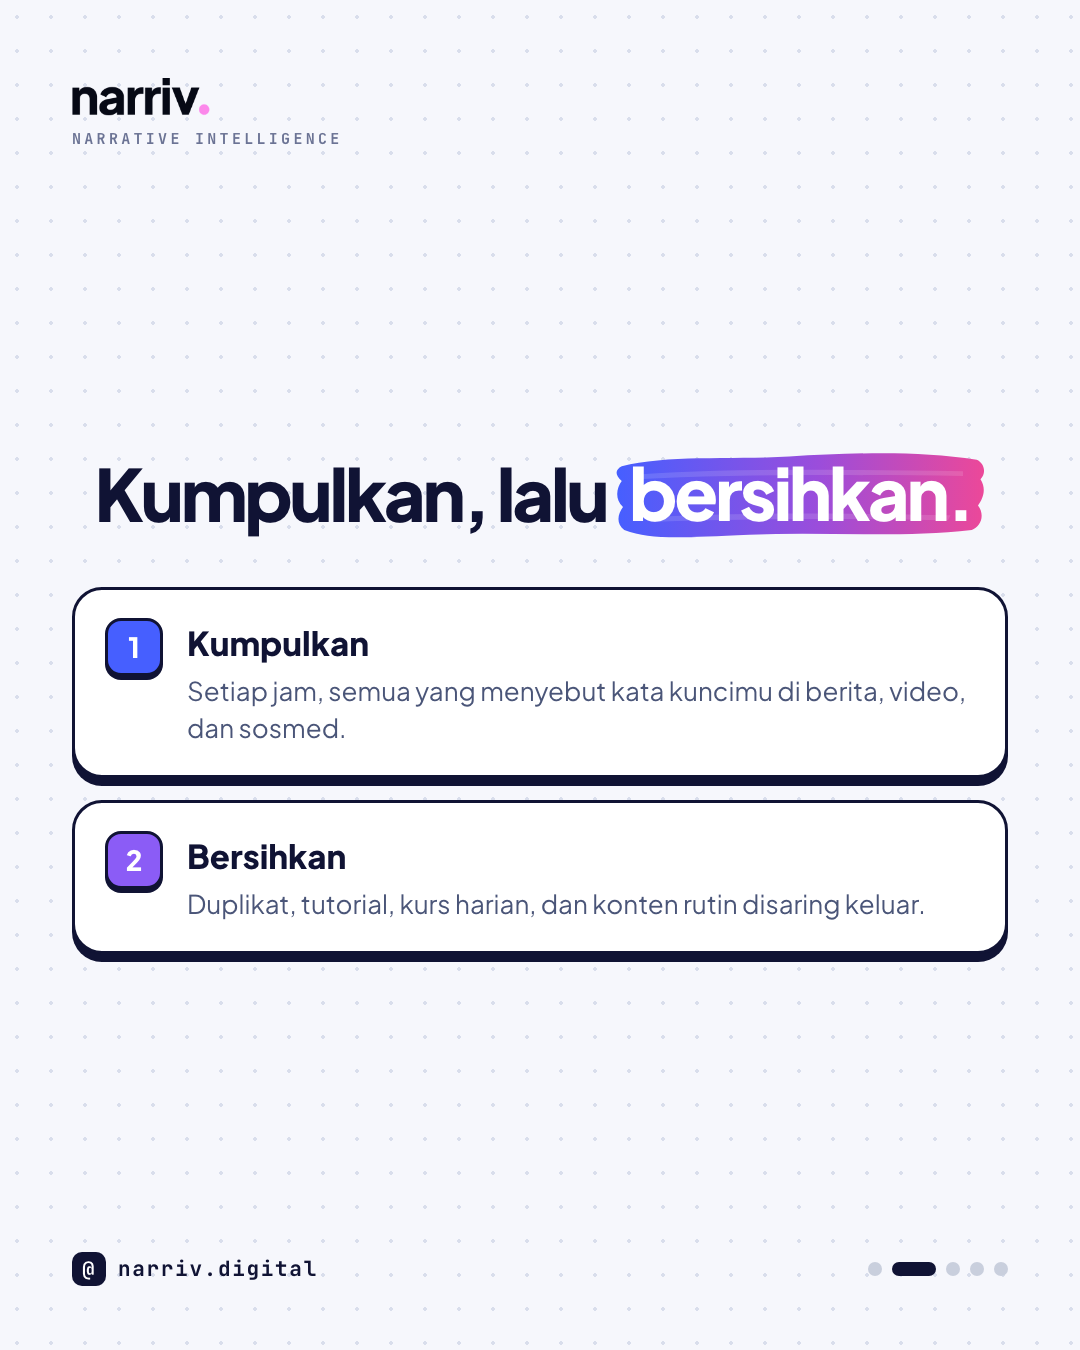 narriv.
NARRATIVE INTELLIGENCE
Kumpulkan, lalu bersihkan.
1
Kumpulkan
Setiap jam, semua yang menyebut kata kuncimu di berita, video,
dan sosmed.
2
Bersihkan
Duplikat, tutorial, kurs harian, dan konten rutin disaring keluar.
@ narriv.digital